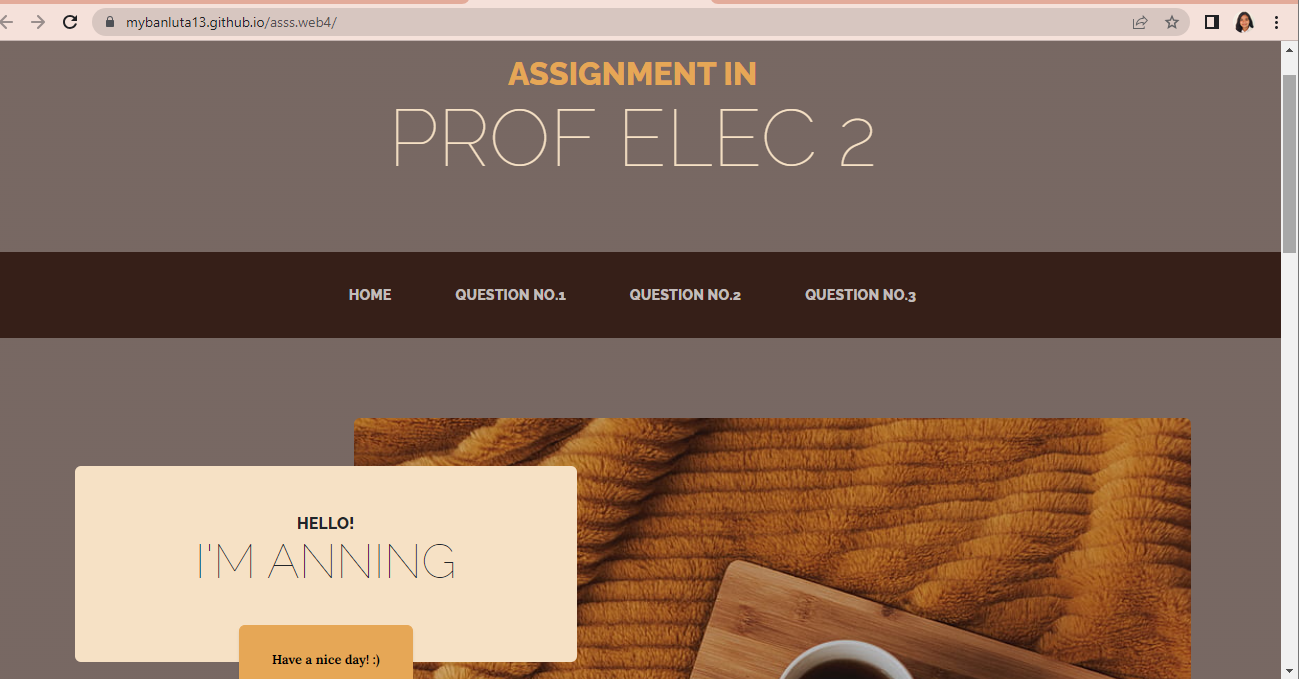 mybanluta13.github.io/asss.web4/
ASSIGNMENT IN
PROF ELEC 2
HOME QUESTION NO.1 QUESTION NO.2 QUESTION NO.3
HELLO!
I'M ANNING
Have a nice day! :)